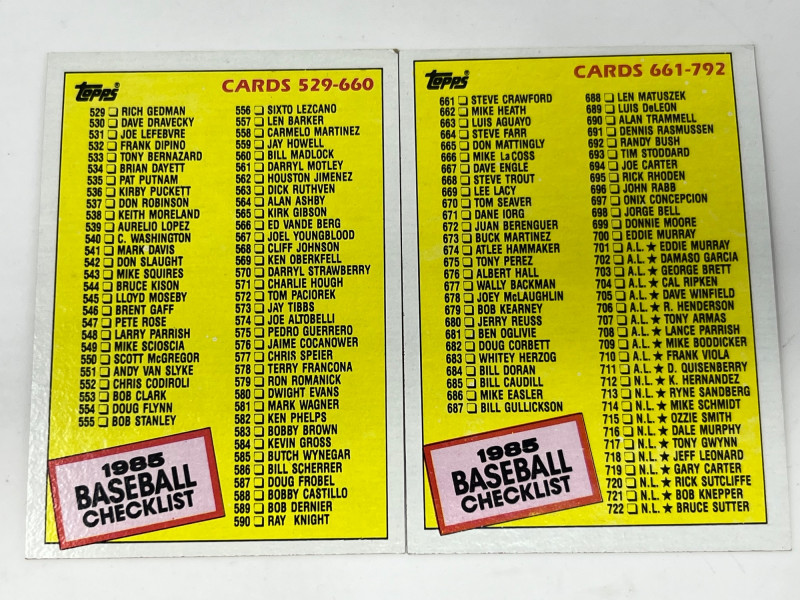 Topps®
CARDS 529-660
529 RICH GEDMAN
530 DAVE DRAVECKY
531 JOE LEFEBVRE
532 FRANK DIPINO
533 TONY BERNAZARD
534 BRIAN DAYETT
535 PAT PUTNAM
536 KIRBY PUCKETT
537 DON ROBINSON
538 KEITH MORELAND
539 AURELIO LOPEZ
540 C. WASHINGTON
541 MARK DAVIS
542 DON SLAUGHT
543 MIKE SQUIRES
544 BRUCE KISON
545 LLOYD MOSEBY
546 BRENT GAFF
547 PETE ROSE
548 LARRY PARRISH
549 MIKE SCIOSCIA
550 SCOTT McGREGOR
551 ANDY VAN SLYKE
552 CHRIS CODIROLI
553 BOB CLARK
554 DOUG FLYNN
555 BOB STANLEY
556 SIXTO LEZCANO
557 LEN BARKER
558 CARMELO MARTINEZ
559 JAY HOWELL
560 BILL MADLOCK
561 DARRYL MOTLEY
562 HOUSTON JIMENEZ
563 DICK RUTHVEN
564 ALAN ASHBY
565 KIRK GIBSON
566 ED VANDE BERG
567 JOEL YOUNGBLOOD
568 CLIFF JOHNSON
569 KEN OBERKFELL
570 DARRYL STRAWBERRY
571 CHARLIE HOUGH
572 TOM PACIOREK
573 JAY TIBBS
574 JOE ALTOBELLI
575 PEDRO GUERRERO
576 JAIME COCANOWER
577 CHRIS SPEIER
578 TERRY FRANCONA
579 RON ROMANICK
580 DWIGHT EVANS
581 MARK WAGNER
582 KEN PHELPS
583 BOBBY BROWN
584 KEVIN GROSS
585 BUTCH WYNEGAR
586 BILL SCHERRER
587 DOUG FROBEL
588 BOBBY CASTILLO
589 BOB DERNIER
590 RAY KNIGHT
1985
BASEBALL
CHECKLIST
Topps®
CARDS 661-792
661 STEVE CRAWFORD
662 MIKE HEATH
663 LUIS AGUAYO
664 STEVE FARR
665 DON MATTINGLY
666 MIKE LaCOSS
667 DAVE ENGLE
668 STEVE TROUT
669 LEE LACY
670 TOM SEAVER
671 DANE IORG
672 JUAN BERENGUER
673 BUCK MARTINEZ
674 ATLEE HAMMAKER
675 TONY PEREZ
676 ALBERT HALL
677 WALLY BACKMAN
678 JOEY McLAUGHLIN
679 BOB KEARNEY
680 JERRY REUSS
681 BEN OGLIVIE
682 DOUG CORBETT
683 WHITEY HERZOG
684 BILL DORAN
685 BILL CAUDILL
686 MIKE EASLER
687 BILL GULLICKSON
688 LEN MATUSZEK
689 LUIS DeLEON
690 ALAN TRAMMELL
691 DENNIS RASMUSSEN
692 RANDY BUSH
693 TIM STODDARD
694 JOE CARTER
695 RICK RHODEN
696 JOHN RABB
697 ONIX CONCEPCION
698 JORGE BELL
699 DONNIE MOORE
700 EDDIE MURRAY
701 A.L.★ EDDIE MURRAY
702 A.L.★ DAMASO GARCIA
703 A.L.★ GEORGE BRETT
704 A.L.★ CAL RIPKEN
705 A.L.★ DAVE WINFIELD
706 A.L.★ R. HENDERSON
707 A.L.★ TONY ARMAS
708 A.L.★ LANCE PARRISH
709 A.L.★ MIKE BODDICKER
710 A.L.★ FRANK VIOLA
711 A.L.★ D. QUISENBERRY
712 N.L.★ K. HERNANDEZ
713 N.L.★ RYNE SANDBERG
714 N.L.★ MIKE SCHMIDT
715 N.L.★ OZZIE SMITH
716 N.L.★ DALE MURPHY
717 N.L.★ TONY GWYNN
718 N.L.★ JEFF LEONARD
719 N.L.★ GARY CARTER
720 N.L.★ RICK SUTCLIFFE
721 N.L.★ BOB KNEPPER
722 N.L.★ BRUCE SUTTER
1985
BASEBALL
CHECKLIST